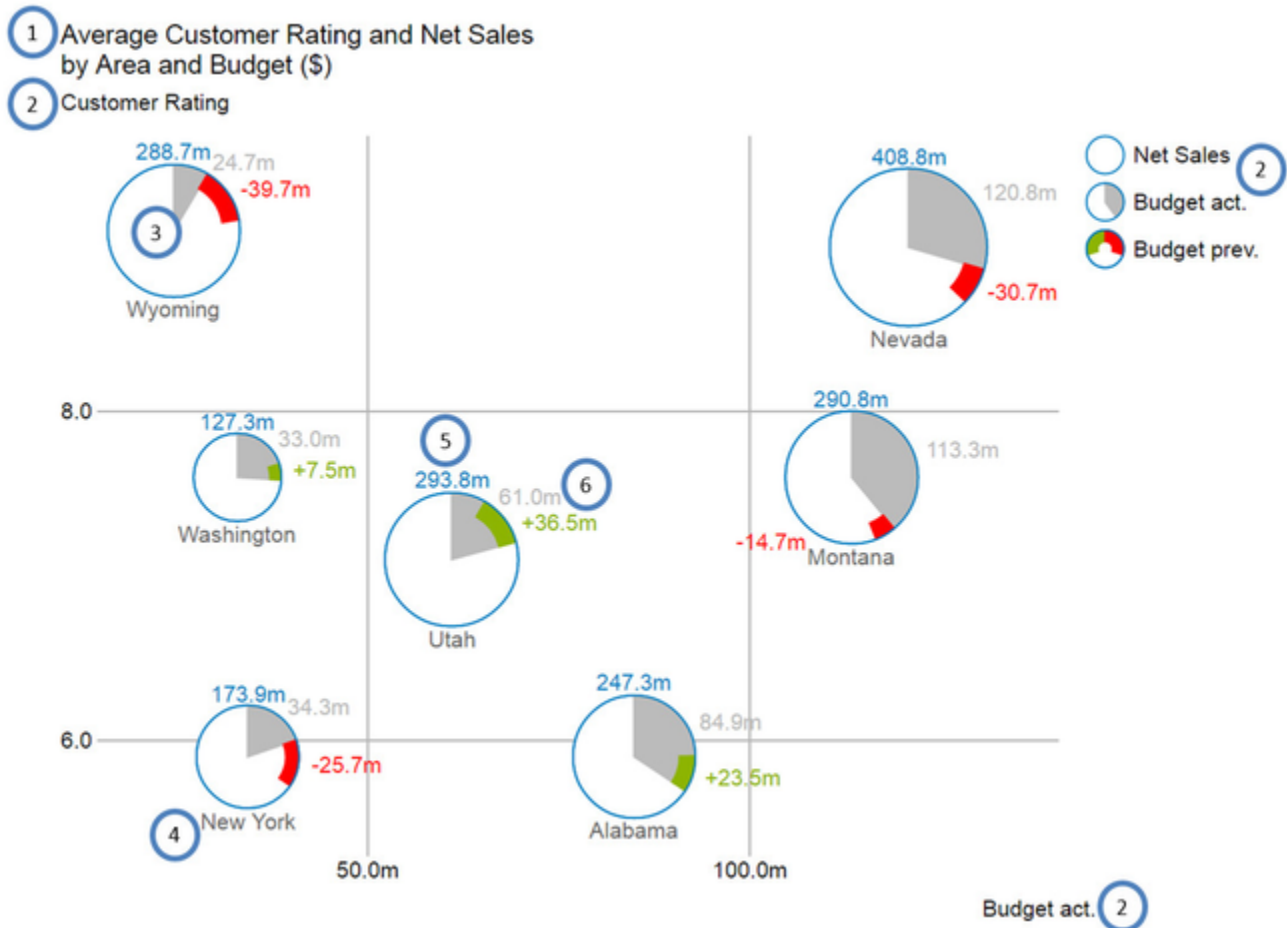 1 Average Customer Rating and Net Sales
by Area and Budget ($)
2 Customer Rating
288.7m 24.7m
-39.7m
3
Wyoming
408.8m
120.8m
-30.7m
Nevada
Net Sales 2
Budget act.
Budget prev.
8.0
127.3m 33.0m
+7.5m
Washington
5
293.8m 61.0m 6
+36.5m
Utah
290.8m
113.3m
-14.7m
Montana
6.0
173.9m 34.3m
-25.7m
4 New York
247.3m
84.9m
+23.5m
Alabama
50.0m 100.0m
Budget act. 2